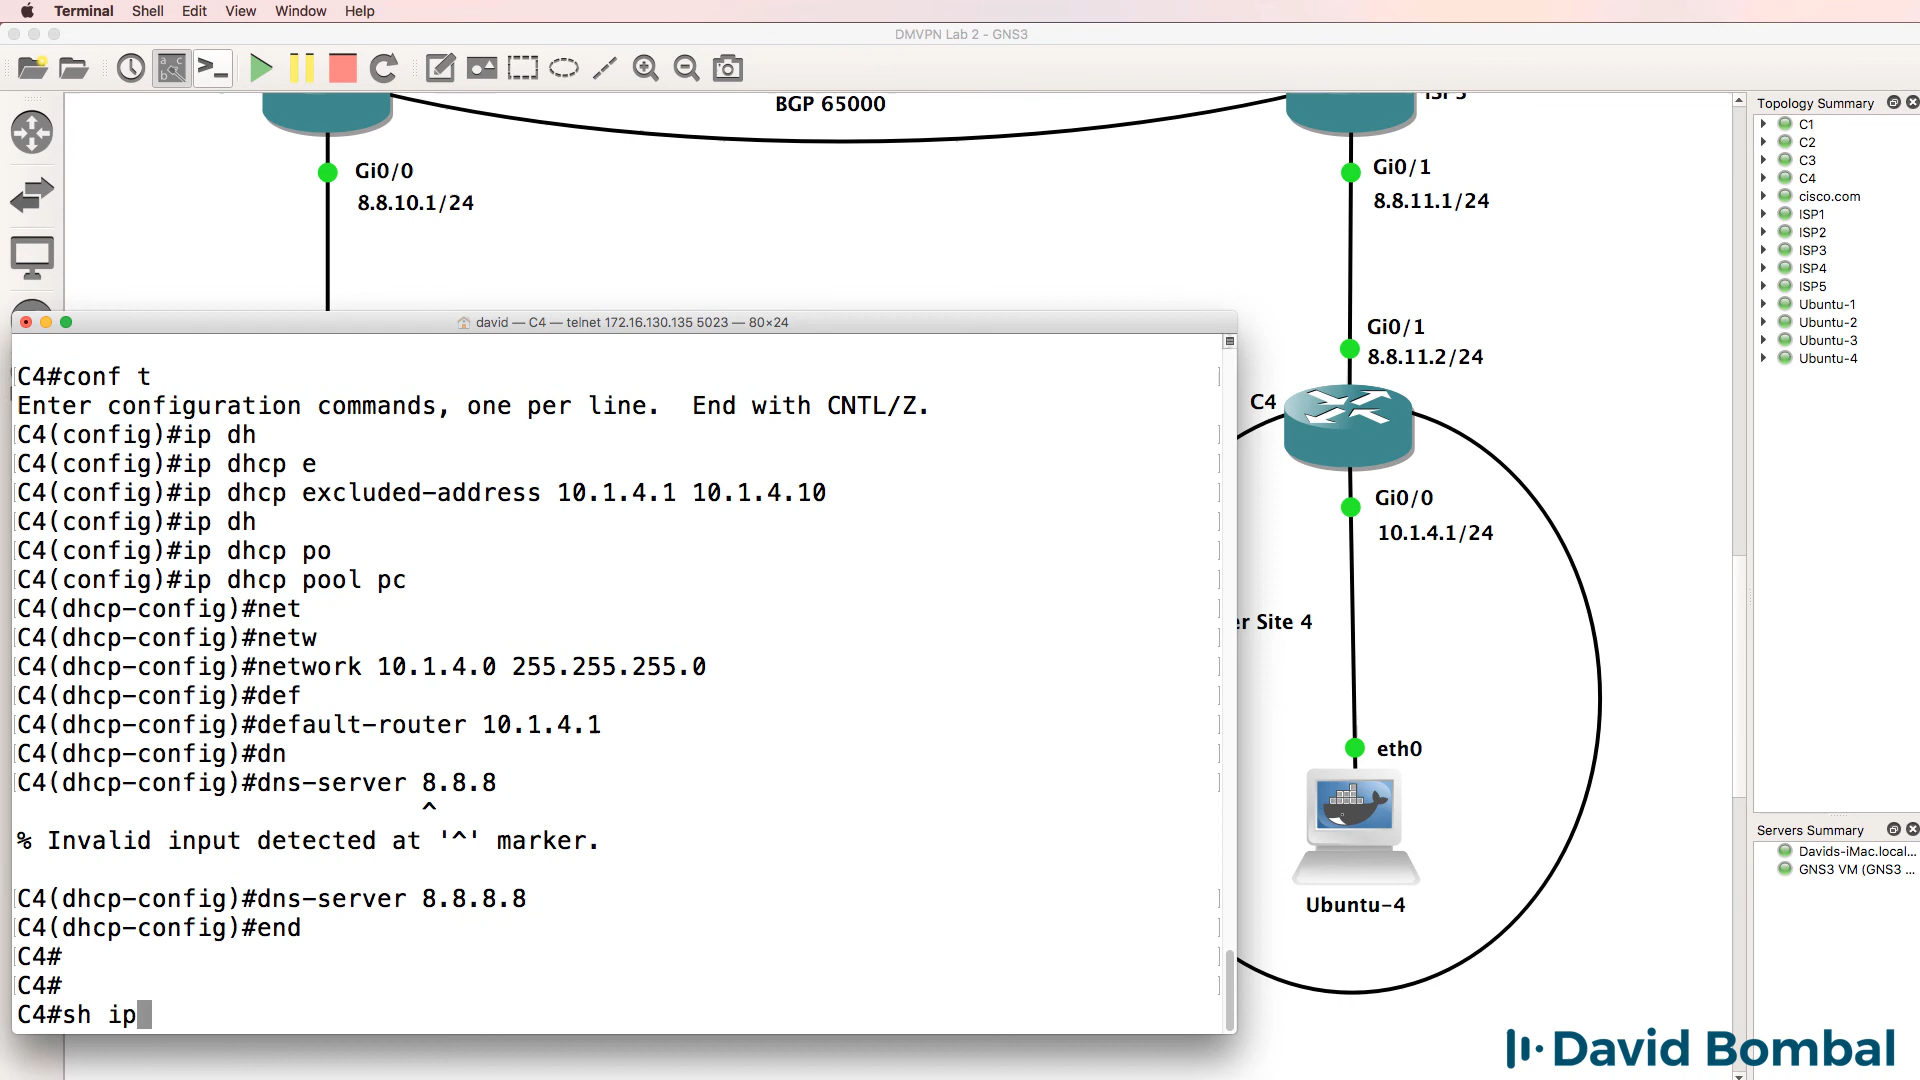 Terminal Shell Edit View Window Help
DMVPN Lab 2 - GNS3
BGP 65000
Topology Summary
C1
C2
C3
C4
cisco.com
ISP1
ISP2
ISP3
ISP4
ISP5
Ubuntu-1
Ubuntu-2
Ubuntu-3
Ubuntu-4
Gi0/0
8.8.10.1/24
Gi0/1
8.8.11.1/24
Gi0/1
8.8.11.2/24
C4
Gi0/0
10.1.4.1/24
er Site 4
eth0
Ubuntu-4
david — C4 — telnet 172.16.130.135 5023 — 80×24
C4#conf t
Enter configuration commands, one per line.  End with CNTL/Z.
C4(config)#ip dh
C4(config)#ip dhcp e
C4(config)#ip dhcp excluded-address 10.1.4.1 10.1.4.10
C4(config)#ip dh
C4(config)#ip dhcp po
C4(config)#ip dhcp pool pc
C4(dhcp-config)#net
C4(dhcp-config)#netw
C4(dhcp-config)#network 10.1.4.0 255.255.255.0
C4(dhcp-config)#def
C4(dhcp-config)#default-router 10.1.4.1
C4(dhcp-config)#dn
C4(dhcp-config)#dns-server 8.8.8
^
% Invalid input detected at '^' marker.
C4(dhcp-config)#dns-server 8.8.8.8
C4(dhcp-config)#end
C4#
C4#
C4#sh ip
Servers Summary
Davids-iMac.local...
GNS3 VM (GNS3 ...
David Bombal